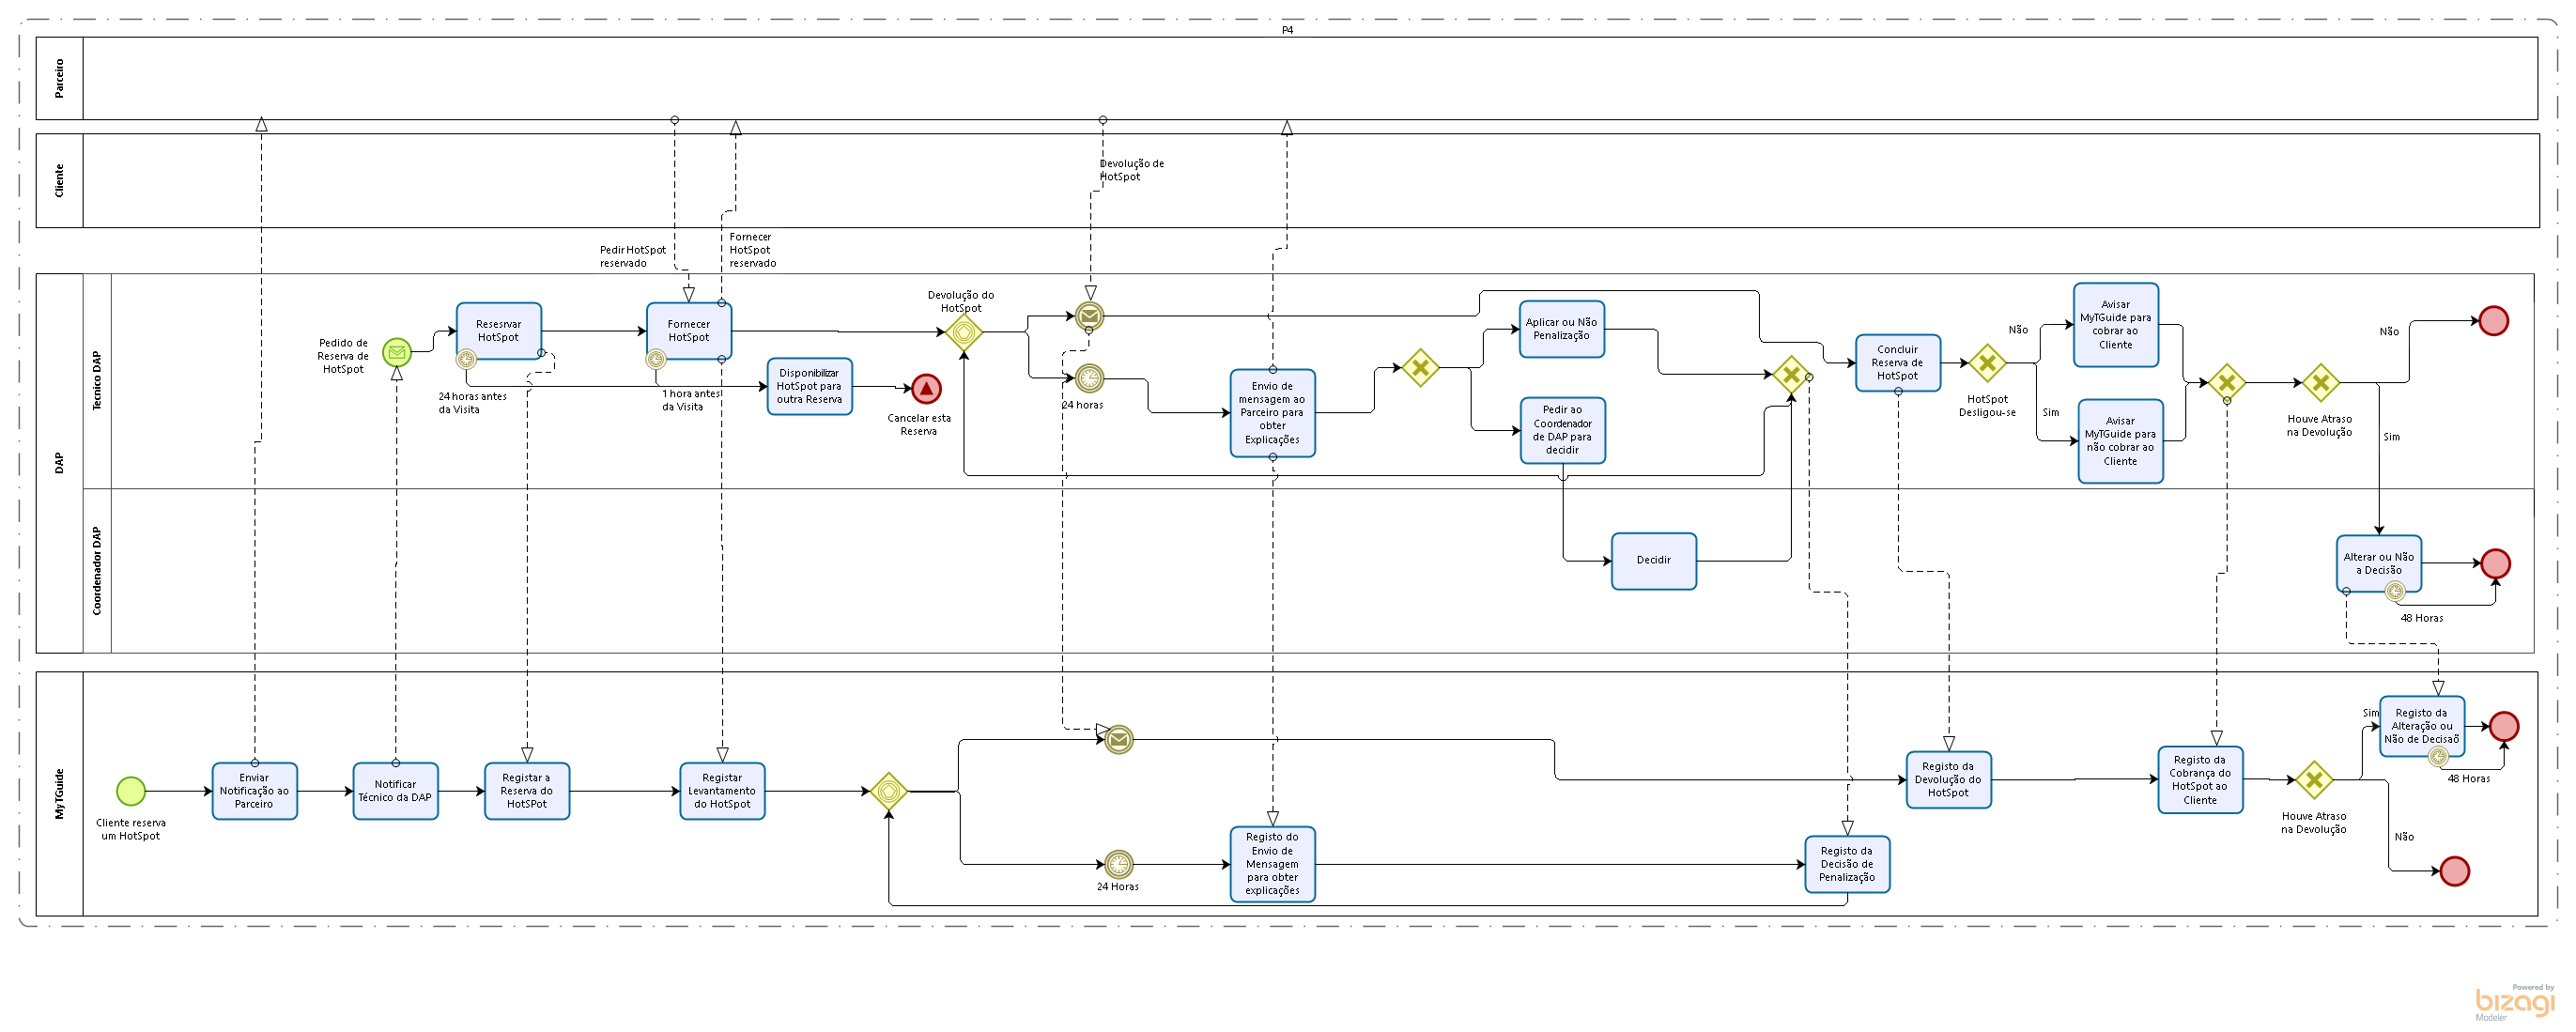 P4
Parceiro
Cliente
Devolução de
HotSpot
Pedir HotSpot
reservado
Fornecer
HotSpot
reservado
DAP
Tecnico DAP
Pedido de
Reserva de
HotSpot
Resesrvar
HotSpot
24 horas antes
da Visita
Fornecer
HotSpot
1 hora antes
da Visita
Disponibilizar
HotSpot para
outra Reserva
Cancelar esta
Reserva
Devolução do
HotSpot
24 horas
Envio de
mensagem ao
Parceiro para
obter
Explicações
Aplicar ou Não
Penalização
Pedir ao
Coordenador
de DAP para
decidir
Concluir
Reserva de
HotSpot
HotSpot
Desligou-se
Não
Sim
Avisar
MyTGuide para
cobrar ao
Cliente
Avisar
MyTGuide para
não cobrar ao
Cliente
Houve Atraso
na Devolução
Não
Sim
Coordenador DAP
Decidir
Alterar ou Não
a Decisão
48 Horas
MyTGuide
Cliente reserva
um HotSpot
Enviar
Notificação ao
Parceiro
Notificar
Técnico da DAP
Registar a
Reserva do
HotSPot
Registar
Levantamento
do HotSpot
24 Horas
Registo do
Envio de
Mensagem
para obter
explicações
Registo da
Decisão de
Penalização
Registo da
Devolução do
HotSpot
Registo da
Cobrança do
HotSpot ao
Cliente
Houve Atraso
na Devolução
Sim
Não
Registo da
Alteração ou
Não de Decisaõ
48 Horas
Powered by
bizagi
Modeler